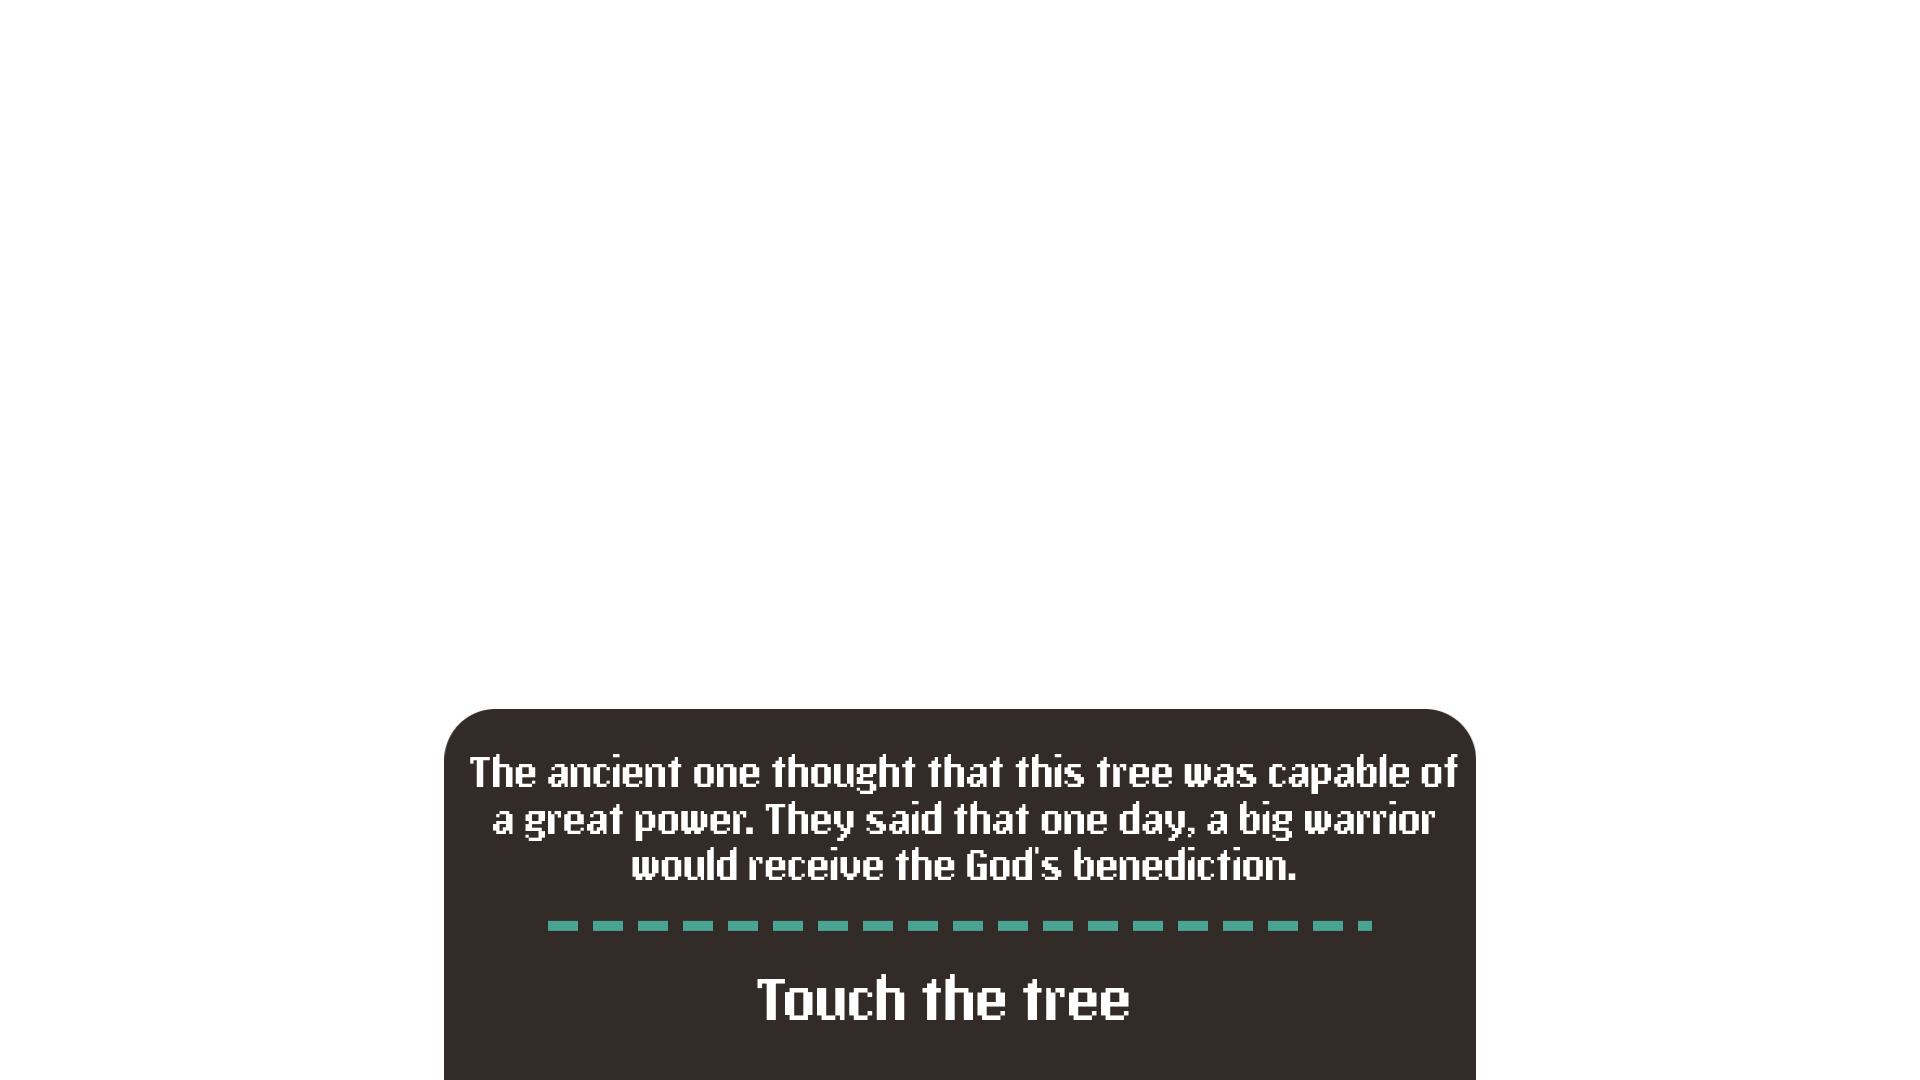 The ancient one thought that this tree was capable of
a great power. They said that one day, a big warrior
would receive the God's benediction.
Touch the tree